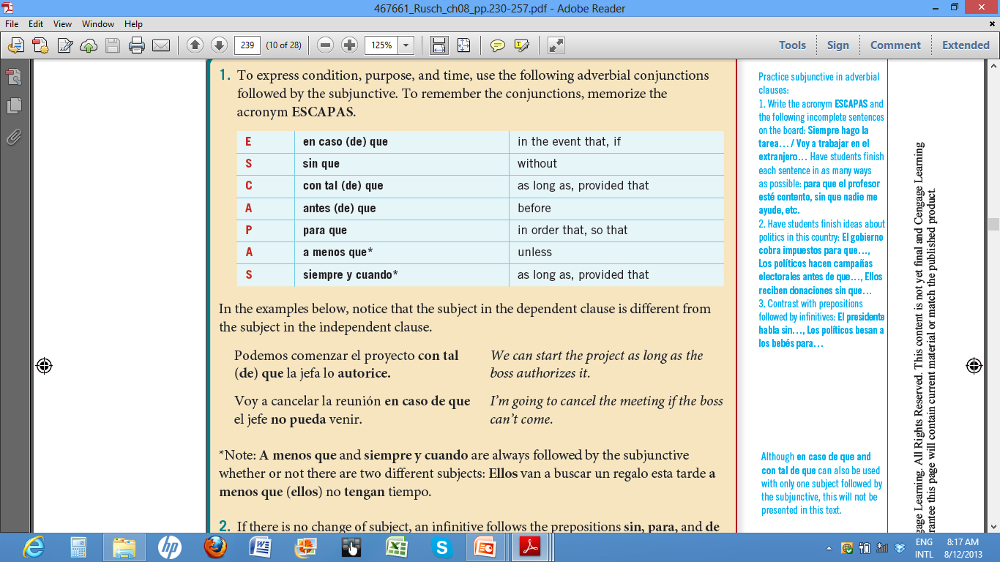 467661_Rusch_ch08_pp.230-257.pdf - Adobe Reader
File Edit View Window Help
239 (10 of 28) 125% Tools Sign Comment Extended
1. To express condition, purpose, and time, use the following adverbial conjunctions
followed by the subjunctive. To remember the conjunctions, memorize the
acronym ESCAPAS.
E en caso (de) que in the event that, if
S sin que without
C con tal (de) que as long as, provided that
A antes (de) que before
P para que in order that, so that
A a menos que* unless
S siempre y cuando* as long as, provided that
In the examples below, notice that the subject in the dependent clause is different from
the subject in the independent clause.
Podemos comenzar el proyecto con tal
(de) que la jefa lo autorice.
We can start the project as long as the
boss authorizes it.
Voy a cancelar la reunión en caso de que
el jefe no pueda venir.
I'm going to cancel the meeting if the boss
can't come.
*Note: A menos que and siempre y cuando are always followed by the subjunctive
whether or not there are two different subjects: Ellos van a buscar un regalo esta tarde a
menos que (ellos) no tengan tiempo.
2. If there is no change of subject, an infinitive follows the prepositions sin, para, and de
Practice subjunctive in adverbial
clauses:
1. Write the acronym ESCAPAS and
the following incomplete sentences
on the board: Siempre hago la
tarea… / Voy a trabajar en el
extranjero… Have students finish
each sentence in as many ways
as possible: para que el profesor
esté contento, sin que nadie me
ayude, etc.
2. Have students finish ideas about
politics in this country: El gobierno
cobra impuestos para que…,
Los políticos hacen campañas
electorales antes de que…, Ellos
reciben donaciones sin que…
3. Contrast with prepositions
followed by infinitives: El presidente
habla sin…, Los políticos besan a
los bebés para…
Although en caso de que and
con tal de que can also be used
with only one subject followed by
the subjunctive, this will not be
presented in this text.
gage Learning. All Rights Reserved. This content is not yet final and Cengage Learning
rantee this page will contain current material or match the published product.
ENG
INTL
8:17 AM
8/12/2013